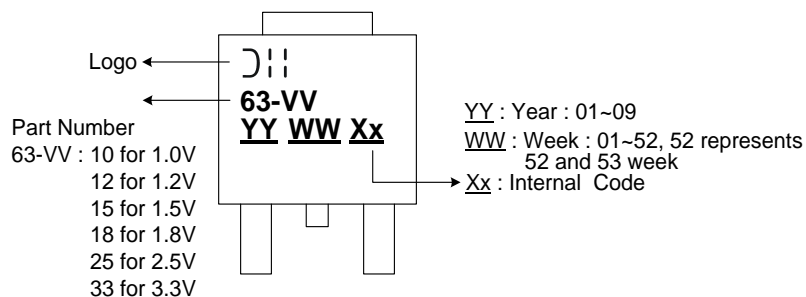 Logo
63-VV
YY WW Xx
Part Number
63-VV : 10 for 1.0V
12 for 1.2V
15 for 1.5V
18 for 1.8V
25 for 2.5V
33 for 3.3V
YY : Year : 01~09
WW : Week : 01~52, 52 represents
52 and 53 week
Xx : Internal Code